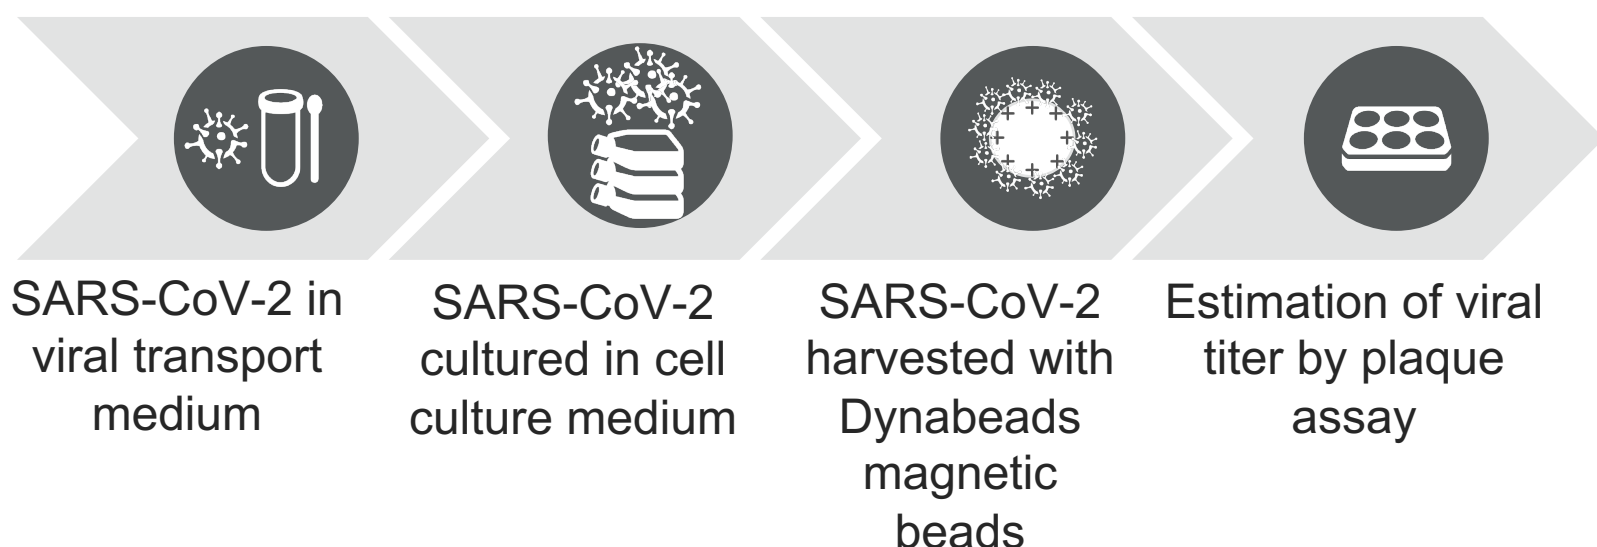 SARS-CoV-2 in
viral transport
medium
SARS-CoV-2
cultured in cell
culture medium
SARS-CoV-2
harvested with
Dynabeads
magnetic
beads
Estimation of viral
titer by plaque
assay